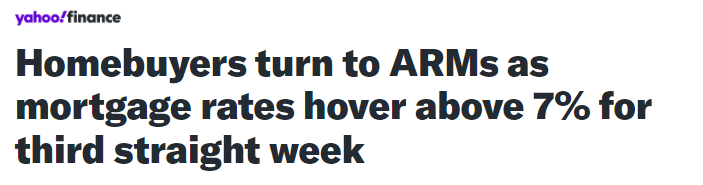 yahoo!finance
Homebuyers turn to ARMs as
mortgage rates hover above 7% for
third straight week